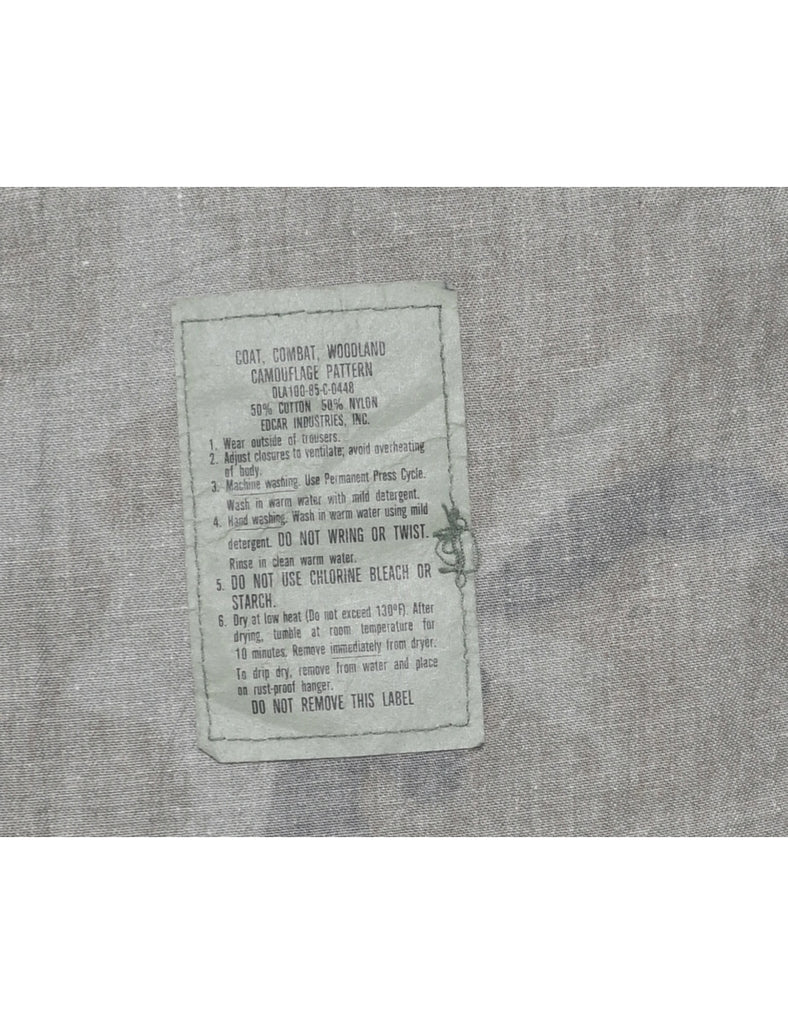 COAT, COMBAT, WOODLAND
CAMOUFLAGE PATTERN
DLA100-85-C-0448
50% COTTON 50% NYLON
EDCAR INDUSTRIES, INC.
1. Wear outside of trousers.
2. Adjust closures to ventilate; avoid overheating
of body.
3. Machine washing. Use Permanent Press Cycle.
Wash in warm water with mild detergent.
4. Hand washing. Wash in warm water using mild
detergent. DO NOT WRING OR TWIST.
Rinse in clean warm water.
5. DO NOT USE CHLORINE BLEACH OR
STARCH.
6. Dry at low heat (Do not exceed 130ºF). After
drying, tumble at room temperature for
10 minutes. Remove immediately from dryer.
To drip dry, remove from water and place
on rust-proof hanger.
DO NOT REMOVE THIS LABEL